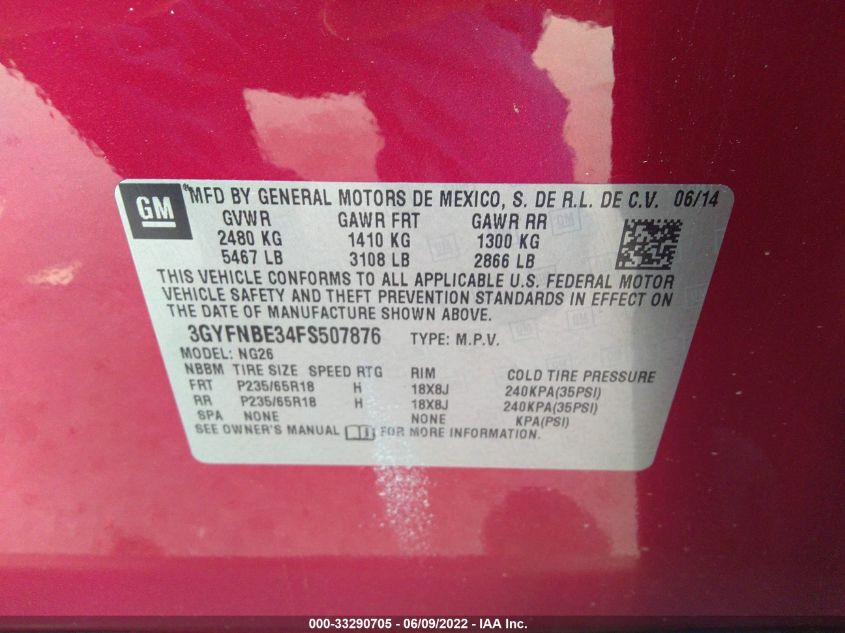 GM
®MFD BY GENERAL MOTORS DE MEXICO, S. DE R.L. DE C.V. 06/14
GVWR GAWR FRT GAWR RR
2480 KG 1410 KG 1300 KG
5467 LB 3108 LB 2866 LB
THIS VEHICLE CONFORMS TO ALL APPLICABLE U.S. FEDERAL MOTOR
VEHICLE SAFETY AND THEFT PREVENTION STANDARDS IN EFFECT ON
THE DATE OF MANUFACTURE SHOWN ABOVE.
3GYFNBE34FS507876 TYPE: M.P.V.
MODEL: NG26
NBBM TIRE SIZE SPEED RTG RIM COLD TIRE PRESSURE
FRT P235/65R18 H 18X8J 240KPA(35PSI)
RR P235/65R18 H 18X8J 240KPA(35PSI)
SPA NONE NONE KPA(PSI)
SEE OWNER'S MANUAL FOR MORE INFORMATION.
000-33290705 - 06/09/2022 - IAA Inc.